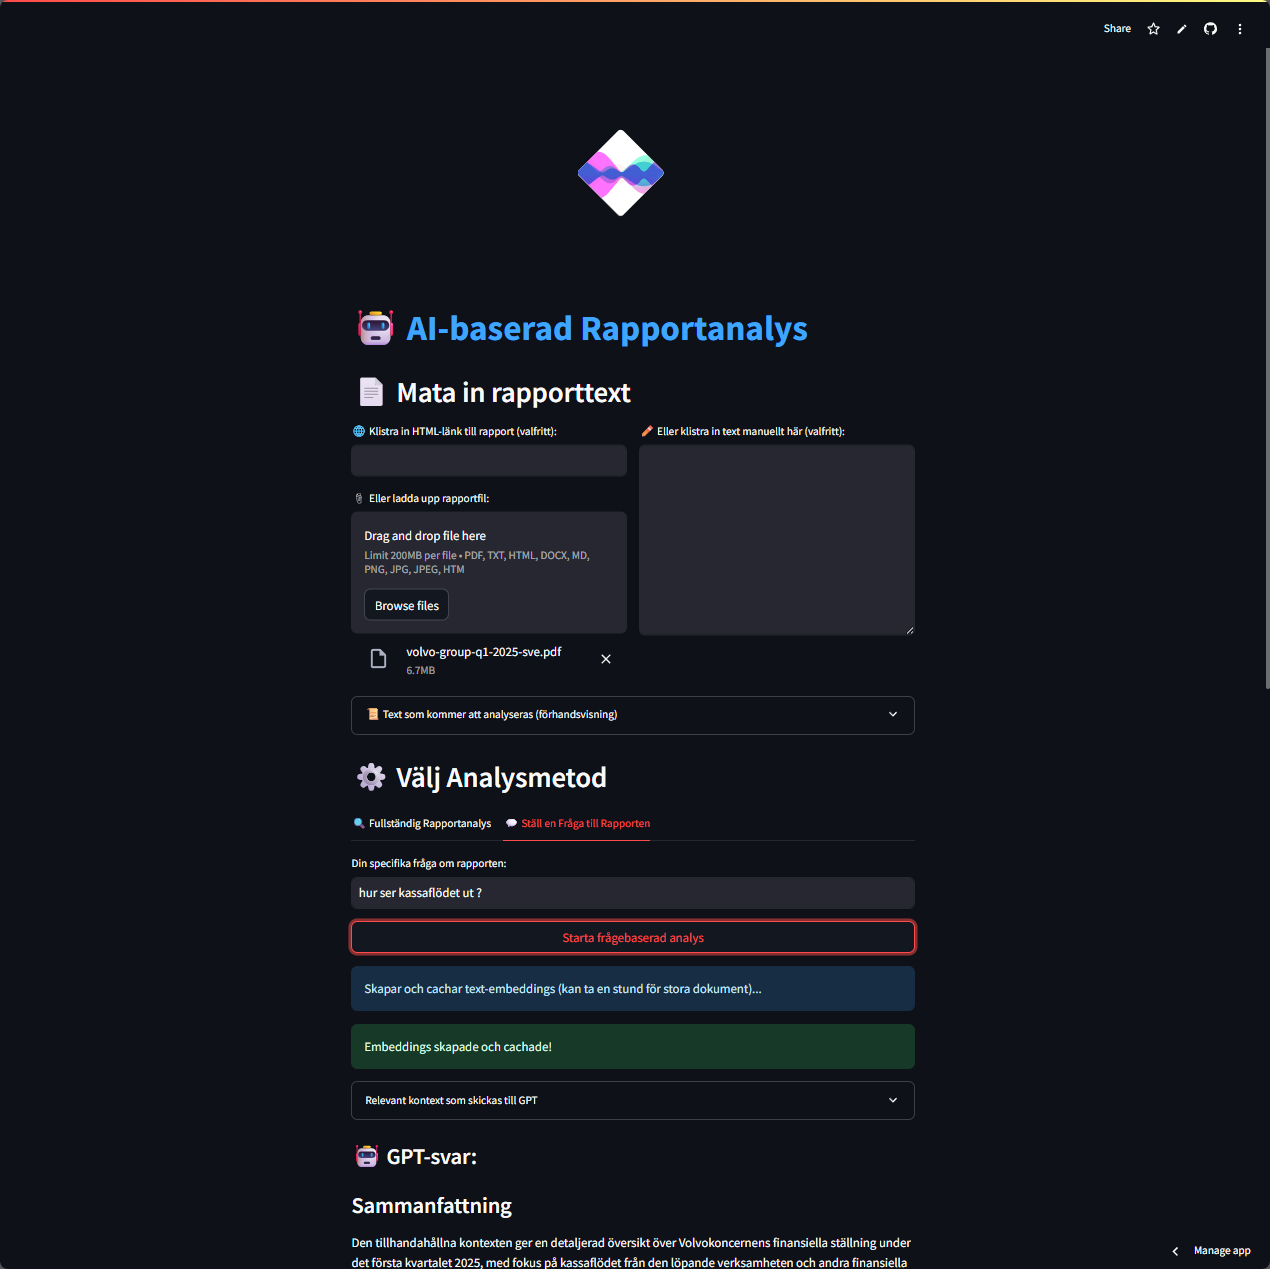 Share
AI-baserad Rapportanalys
Mata in rapporttext
Klistra in HTML-länk till rapport (valfritt):
Eller ladda upp rapportfil:
Drag and drop file here
Limit 200MB per file • PDF, TXT, HTML, DOCX, MD,
PNG, JPG, JPEG, HTM
Browse files
volvo-group-q1-2025-sve.pdf
6.7MB
Eller klistra in text manuellt här (valfritt):
Text som kommer att analyseras (förhandsvisning)
Välj Analysmetod
Fullständig Rapportanalys
Ställ en Fråga till Rapporten
Din specifika fråga om rapporten:
hur ser kassaflödet ut ?
Starta frågebaserad analys
Skapar och cachar text-embeddings (kan ta en stund för stora dokument)...
Embeddings skapade och cachade!
Relevant kontext som skickas till GPT
GPT-svar:
Sammanfattning
Den tillhandahållna kontexten ger en detaljerad översikt över Volvokoncernens finansiella ställning under
det första kvartalet 2025, med fokus på kassaflödet från den löpande verksamheten och andra finansiella
Manage app